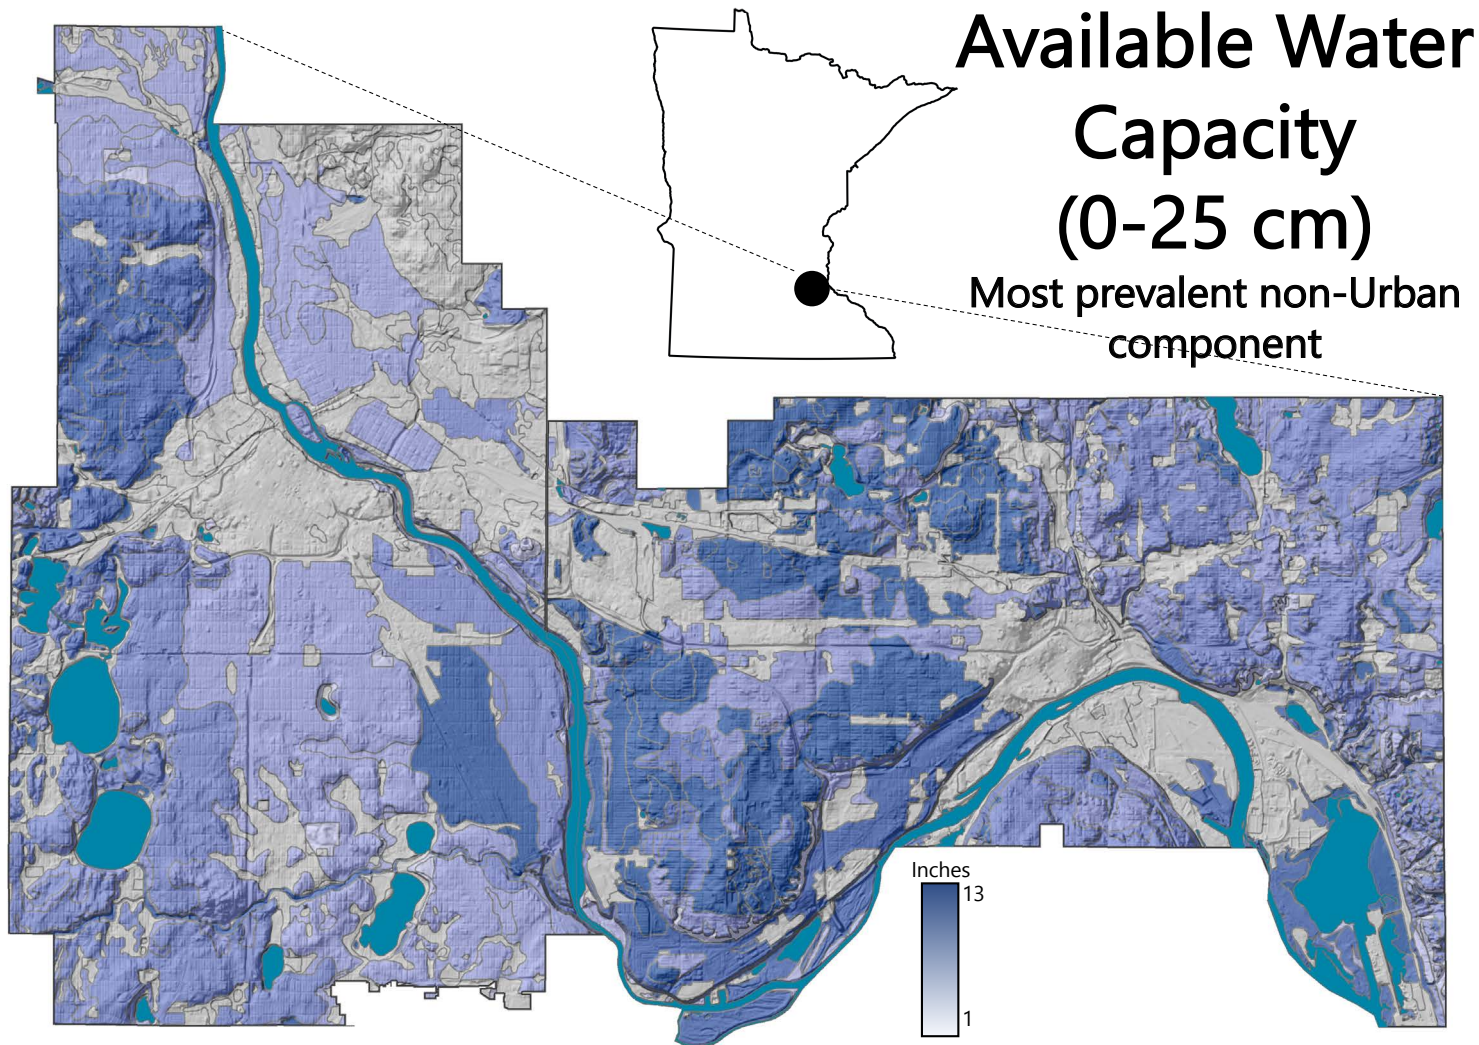 Available Water
Capacity
(0-25 cm)
Most prevalent non-Urban
component
Inches
13
1